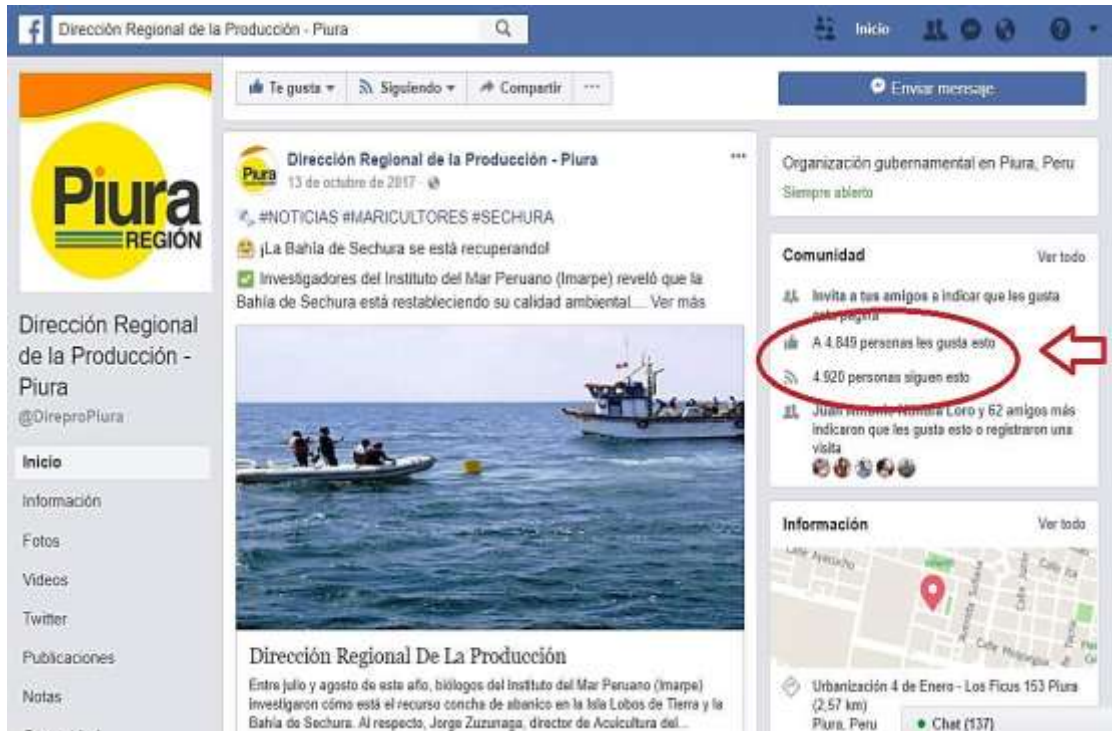 Dirección Regional de la Producción - Piura
Inicio
Piura
REGIÓN
Dirección Regional
de la Producción -
Piura
@DireproPiura
Inicio
Información
Fotos
Videos
Twitter
Publicaciones
Notas
Te gusta
Siguiendo
Compartir
Dirección Regional de la Producción - Piura
13 de octubre de 2017
#NOTICIAS #MARICULTORES #SECHURA
¡La Bahía de Sechura se está recuperando!
Investigadores del Instituto del Mar Peruano (Imarpe) reveló que la
Bahía de Sechura está restableciendo su calidad ambiental.... Ver más
Dirección Regional De La Producción
Entre julio y agosto de este año, biólogos del Instituto del Mar Peruano (Imarpe)
investigaron cómo está el recurso concha de abanico en la Isla Lobos de Tierra y la
Bahía de Sechura. Al respecto, Jorge Zuzunaga, director de Acuicultura del...
Enviar mensaje
Organización gubernamental en Piura, Peru
Siempre abierto
Comunidad
Ver todo
Invita a tus amigos a indicar que les gusta
esta página
A 4.849 personas les gusta esto
4.920 personas siguen esto
Juan Antonio Loro y 62 amigos más
indicaron que les gusta esto o registraron una
visita
Información
Ver todo
Calle Ayacucho
Urbanización 4 de Enero - Los Ficus 153 Piura
(2,57 km)
Piura, Peru
Chat (137)